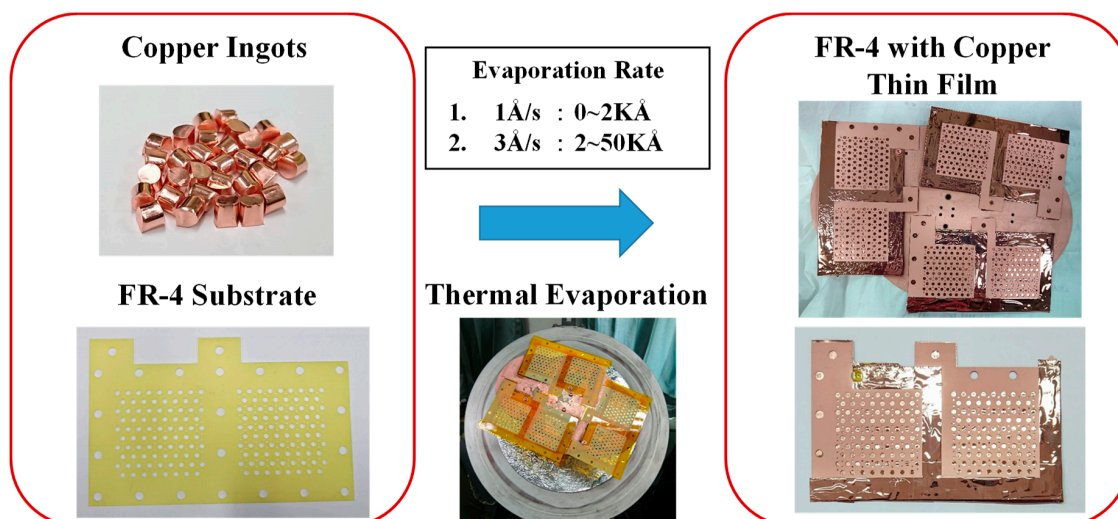 Copper Ingots
FR-4 Substrate
Evaporation Rate
1. 1Å/s : 0~2KÅ
2. 3Å/s : 2~50KÅ
Thermal Evaporation
FR-4 with Copper
Thin Film